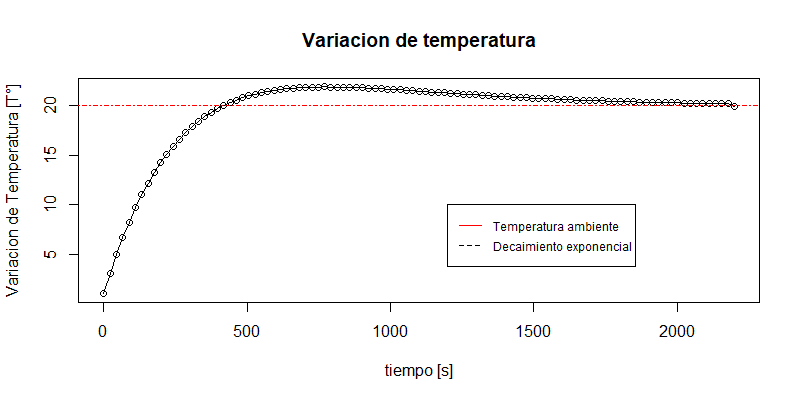 Variacion de temperatura
Variacion de Temperatura [T°]
20
15
10
5
Temperatura ambiente
Decaimiento exponencial
0 500 1000 1500 2000
tiempo [s]